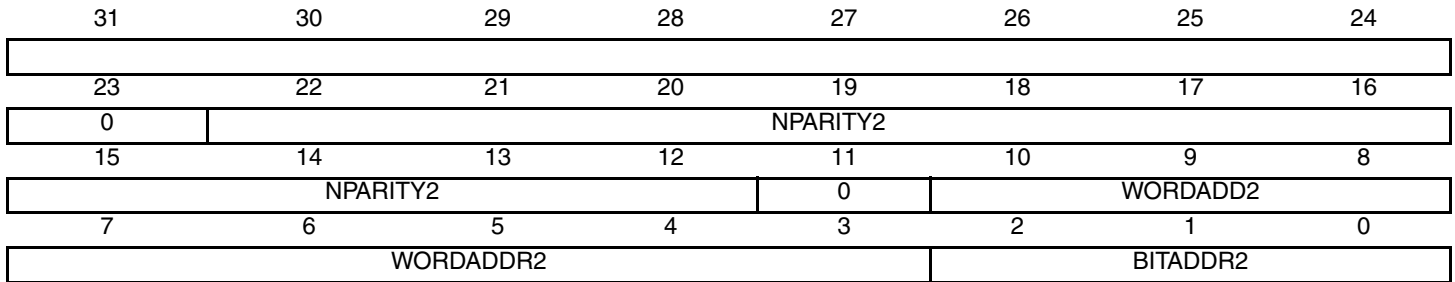 31 30 29 28 27 26 25 24
23 22 21 20 19 18 17 16
0 NPARITY2
15 14 13 12 11 10 9 8
NPARITY2 0 WORDADD2
7 6 5 4 3 2 1 0
WORDADDR2 BITADDR2